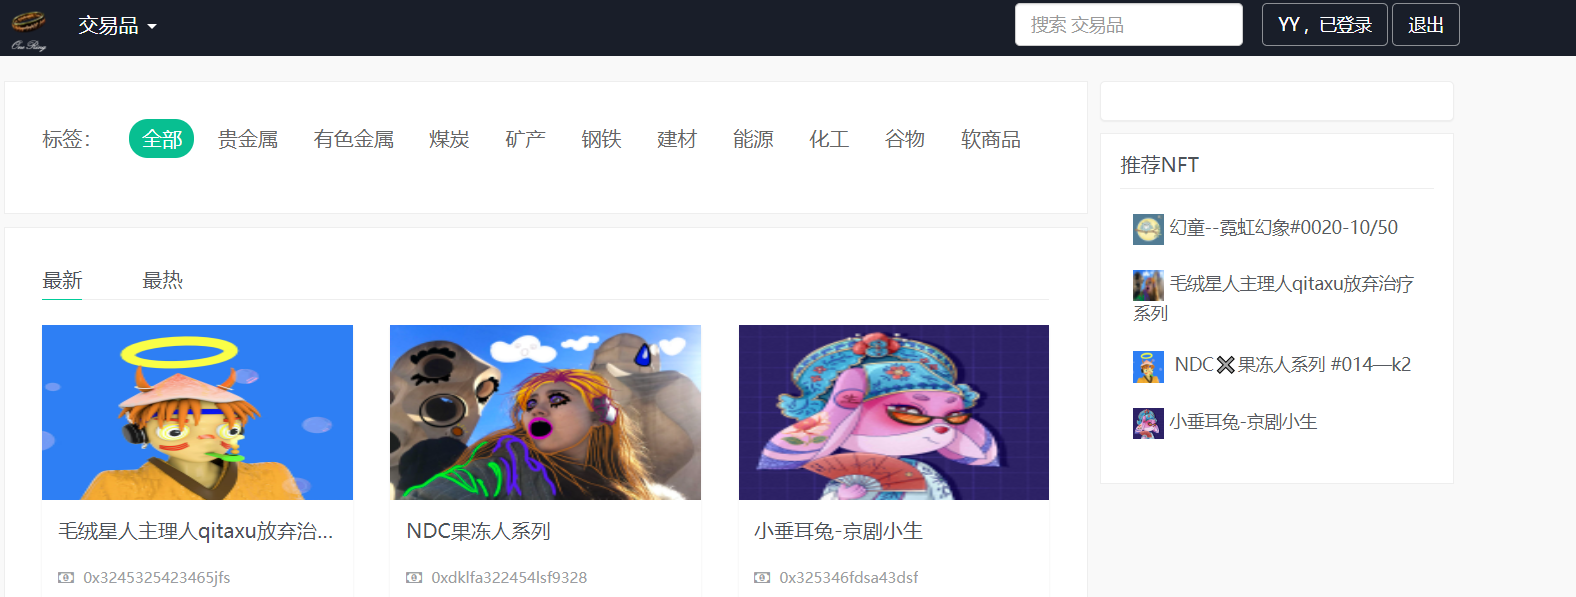 One Ring
交易品
搜索 交易品
YY ,  已登录
退出
标签：
全部
贵金属
有色金属
煤炭
矿产
钢铁
建材
能源
化工
谷物
软商品
最新
最热
毛绒星人主理人qitaxu放弃治...
0x3245325423465jfs
NDC果冻人系列
0xdklfa322454lsf9328
小垂耳兔-京剧小生
0x325346fdsa43dsf
推荐NFT
幻童--霓虹幻象#0020-10/50
毛绒星人主理人qitaxu放弃治疗
系列
NDC✖果冻人系列 #014—k2
小垂耳兔-京剧小生